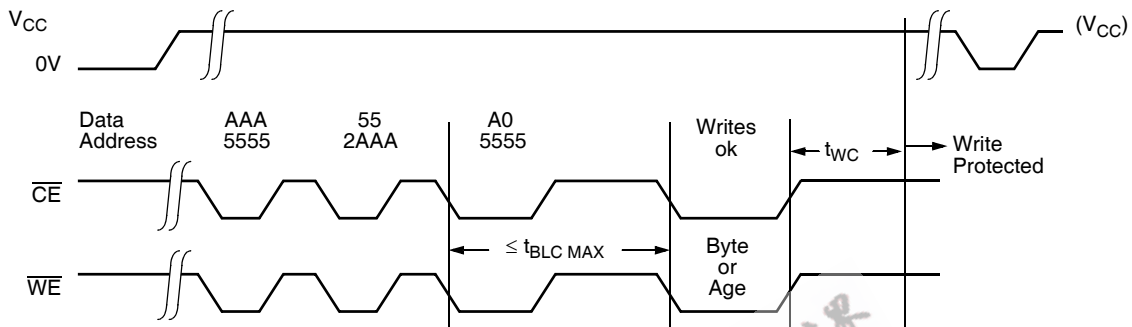 VCC
(VCC)
0V
Data AAA 55 A0 Writes
Address 5555 2AAA 5555 ok
tWC
Write
Protected
CE
≤ tBLC MAX
Byte
or
Age
WE